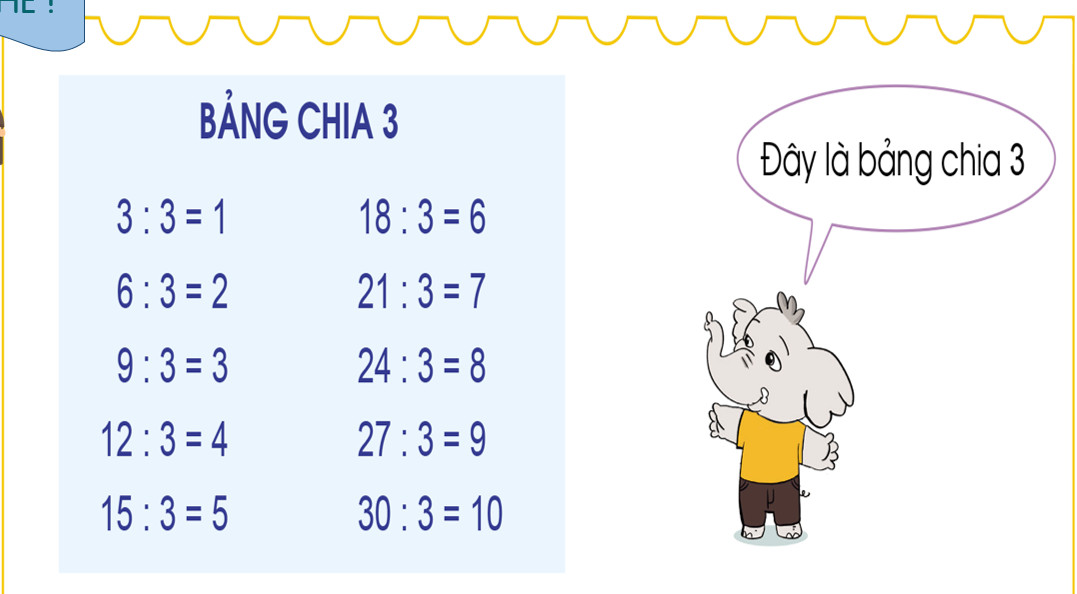 BẢNG CHIA 3
3 : 3 = 1
6 : 3 = 2
9 : 3 = 3
12 : 3 = 4
15 : 3 = 5
18 : 3 = 6
21 : 3 = 7
24 : 3 = 8
27 : 3 = 9
30 : 3 = 10
Đây là bảng chia 3